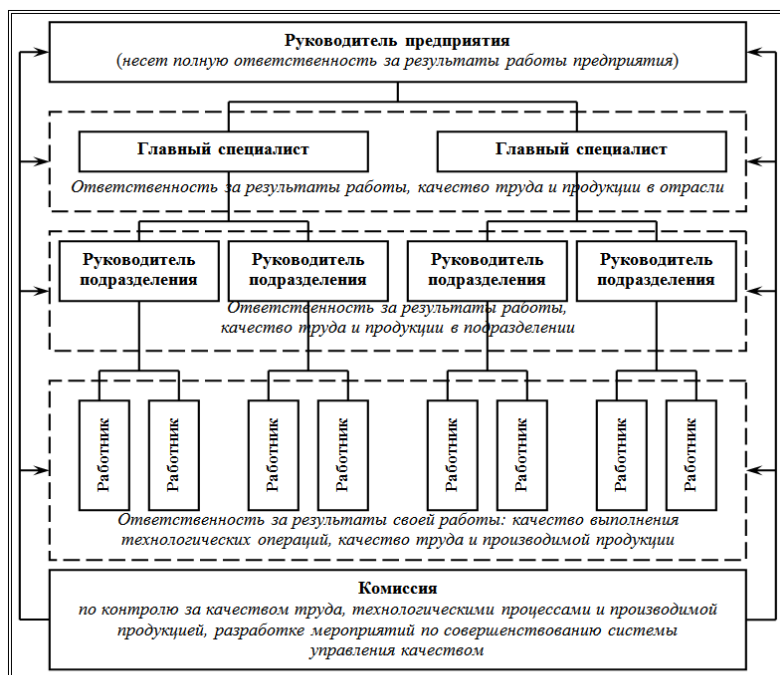 Руководитель предприятия
(несет полную ответственность за результаты работы предприятия)
Главный специалист
Главный специалист
Ответственность за результаты работы, качество труда и продукции в отрасли
Руководитель
подразделения
Руководитель
подразделения
Руководитель
подразделения
Руководитель
подразделения
Ответственность за результаты работы,
качество труда и продукции в подразделении
Работник
Работник
Работник
Работник
Работник
Работник
Работник
Работник
Ответственность за результаты своей работы: качество выполнения
технологических операций, качество труда и производимой продукции
Комиссия
по контролю за качеством труда, технологическими процессами и производимой
продукцией, разработке мероприятий по совершенствованию системы
управления качеством